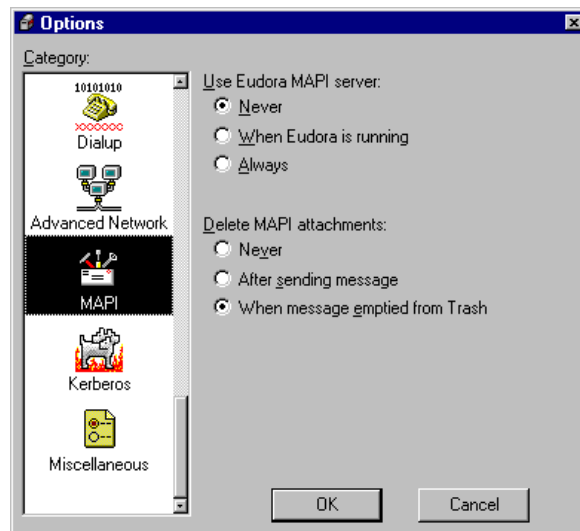 Options
Category:
10101010
Dialup
Advanced Network
MAPI
Kerberos
Miscellaneous
Use Eudora MAPI server:
Never
When Eudora is running
Always
Delete MAPI attachments:
Never
After sending message
When message emptied from Trash
OK
Cancel